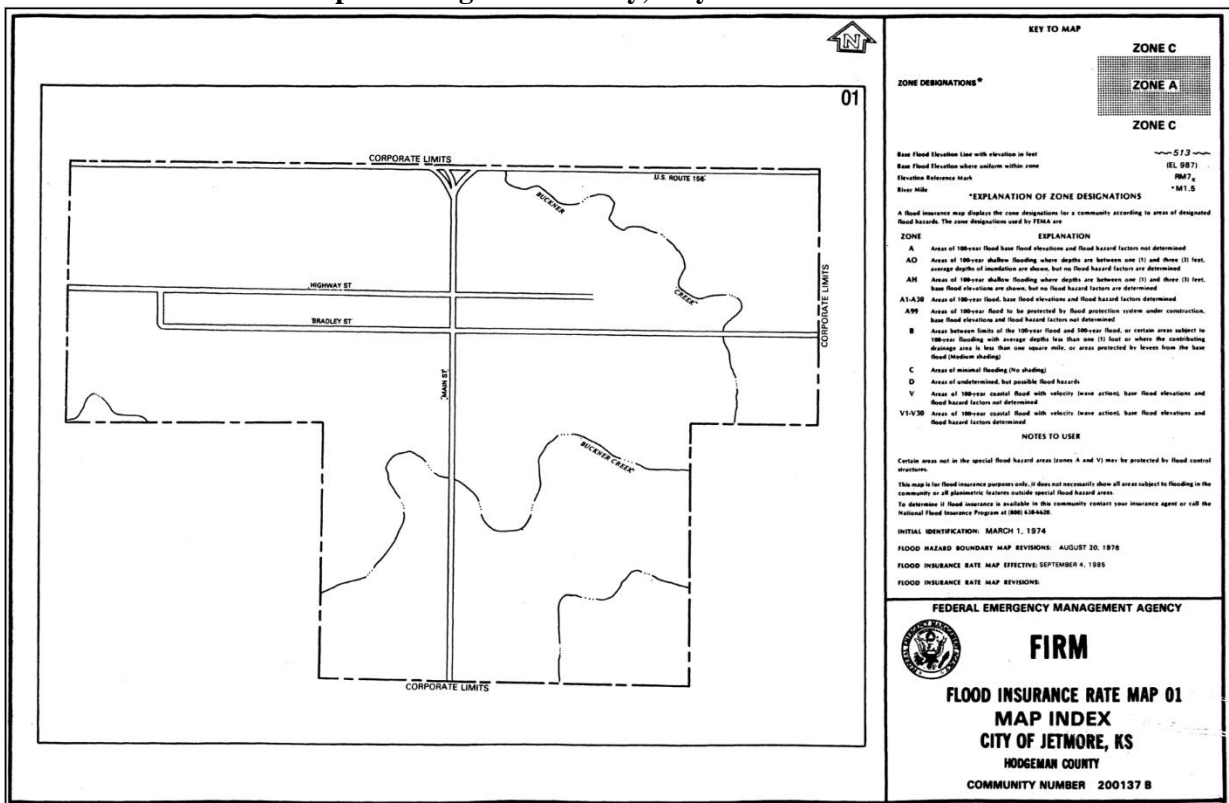 N
01
CORPORATE LIMITS
U.S. ROUTE 156
BUCKNER
CREEK
CORPORATE LIMITS
HIGHWAY ST
BRADLEY ST
MAIN ST
BUCKNER CREEK
CORPORATE LIMITS
KEY TO MAP
ZONE C
ZONE DESIGNATIONS*
ZONE A
ZONE C
Base Flood Elevation Line with elevation in feet
513
Base Flood Elevation where uniform within zone
(EL 987)
Elevation Reference Mark
RM7x
River Mile
•M1.5
*EXPLANATION OF ZONE DESIGNATIONS
A flood insurance map displays the zone designations for a community according to areas of designated
flood hazards. The zone designations used by FEMA are
ZONE EXPLANATION
A Areas of 100-year flood base flood elevations and flood hazard factors not determined
AO Areas of 100-year shallow flooding where depths are between one (1) and three (3) feet,
average depths of inundation are shown, but no flood hazard factors are determined
AH Areas of 100-year shallow flooding where depths are between one (1) and three (3) feet,
base flood elevations are shown, but no flood hazard factors are determined
A1-A30 Areas of 100-year flood, base flood elevations and flood hazard factors determined
A99 Areas of 100-year flood to be protected by flood protection system under construction,
base flood elevations and flood hazard factors not determined
B Areas between limits of the 100-year flood and 500-year flood, or certain areas subject to
100-year flooding with average depths less than one (1) foot or where the contributing
drainage area is less than one square mile, or areas protected by levees from the base
flood (Medium shading)
C Areas of minimal flooding (No shading)
D Areas of undetermined, but possible flood hazards
V Areas of 100-year coastal flood with velocity (wave action), base flood elevations and
flood hazard factors not determined
V1-V30 Areas of 100-year coastal flood with velocity (wave action), base flood elevations and
flood hazard factors determined
NOTES TO USER
Certain areas not in the special flood hazard areas (zones A and V) may be protected by flood control
structures.
This map is for flood insurance purposes only, it does not necessarily show all areas subject to flooding in the
community or all planimetric features outside special flood hazard areas.
To determine if flood insurance is available in this community contact your insurance agent or call the
National Flood Insurance Program at (800) 638-6620.
INITIAL IDENTIFICATION: MARCH 1, 1974
FLOOD HAZARD BOUNDARY MAP REVISIONS: AUGUST 20, 1976
FLOOD INSURANCE RATE MAP EFFECTIVE: SEPTEMBER 4, 1985
FLOOD INSURANCE RATE MAP REVISIONS:
FEDERAL EMERGENCY MANAGEMENT AGENCY
FIRM
FLOOD INSURANCE RATE MAP 01
MAP INDEX
CITY OF JETMORE, KS
HODGEMAN COUNTY
COMMUNITY NUMBER 200137 B